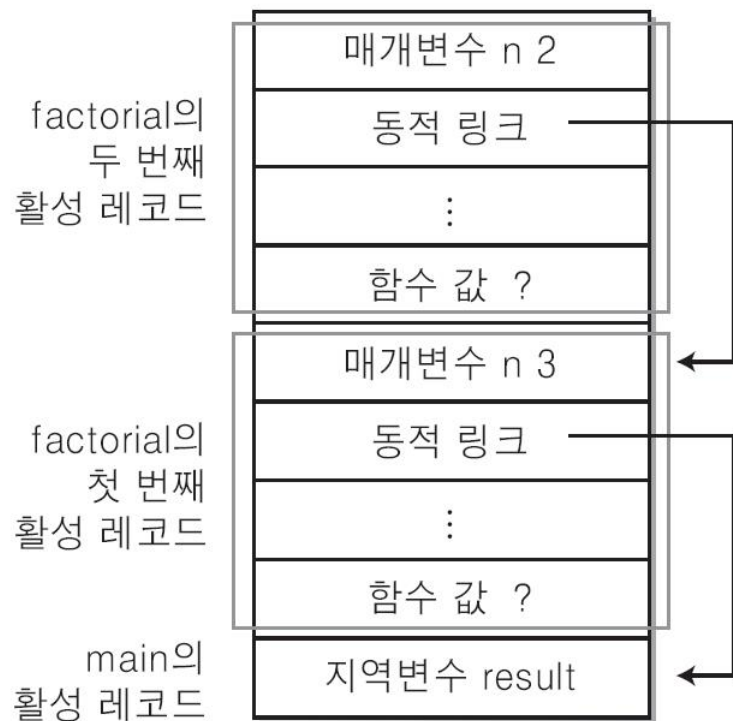 매개변수 n 2
factorial의
두 번째
활성 레코드
동적 링크
⋮
함수 값 ?
매개변수 n 3
factorial의
첫 번째
활성 레코드
동적 링크
⋮
함수 값 ?
main의
활성 레코드
지역변수 result